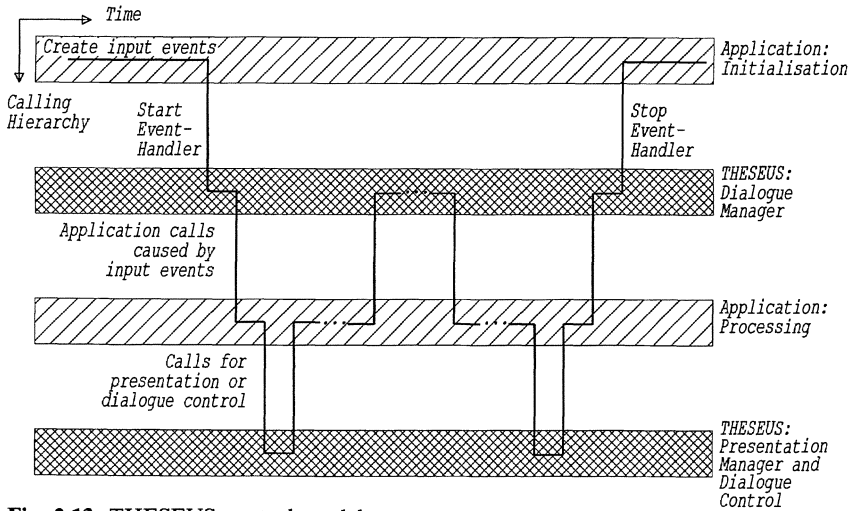 Time
Create input events
Application:
Initialisation
Calling
Hierarchy
Start
Event-
Handler
Stop
Event-
Handler
THESEUS:
Dialogue
Manager
Application calls
caused by
input events
Application:
Processing
Calls for
presentation or
dialogue control
THESEUS:
Presentation
Manager and
Dialogue
Control